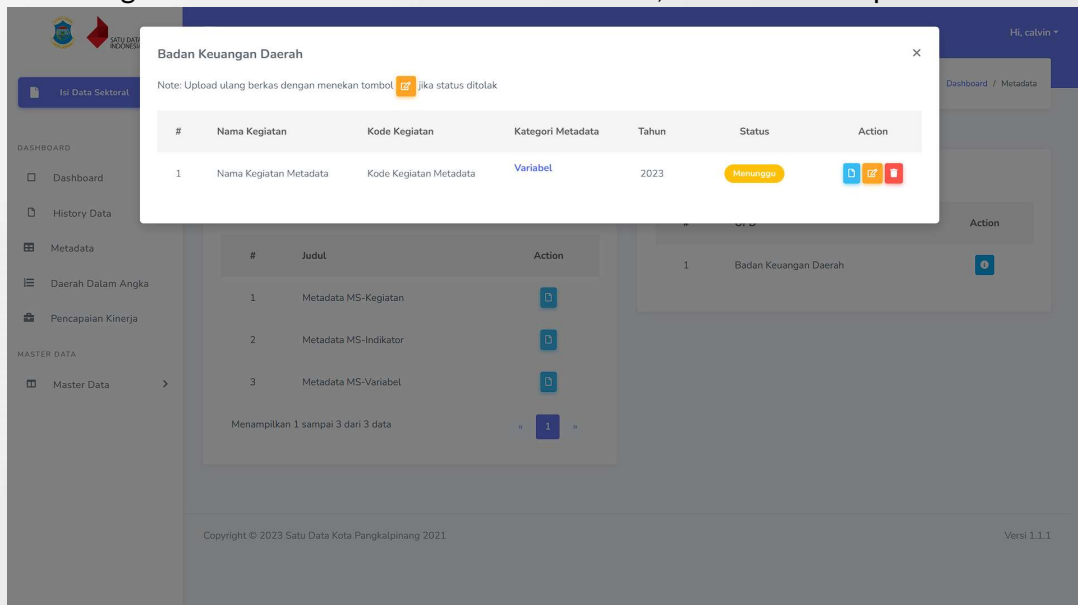 SATU DATA
INDONESIA
Hi, calvin
Badan Keuangan Daerah
×
Note: Upload ulang berkas dengan menekan tombol jika status ditolak
Isi Data Sektoral
Dashboard / Metadata
# Nama Kegiatan Kode Kegiatan Kategori Metadata Tahun Status Action
1 Nama Kegiatan Metadata Kode Kegiatan Metadata Variabel 2023 Menunggu
DASHBOARD
Dashboard
History Data
Metadata
Daerah Dalam Angka
Pencapaian Kinerja
MASTER DATA
Master Data
# Judul Action
1 Metadata MS-Kegiatan
2 Metadata MS-Indikator
3 Metadata MS-Variabel
Menampilkan 1 sampai 3 dari 3 data
« 1 »
# OPD Action
1 Badan Keuangan Daerah
Copyright © 2023 Satu Data Kota Pangkalpinang 2021
Versi 1.1.1